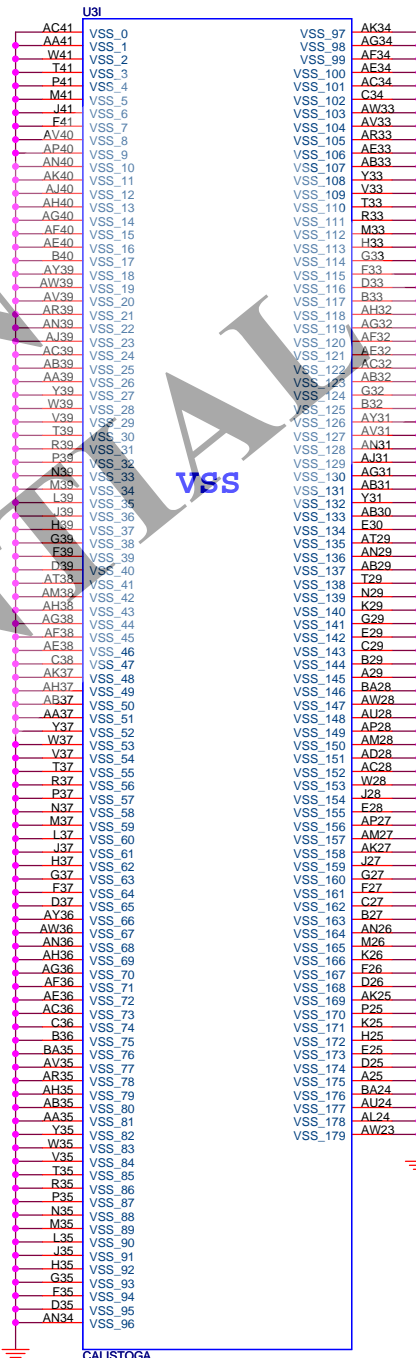 U3I
AC41 VSS_0
AA41 VSS_1
W41 VSS_2
T41 VSS_3
P41 VSS_4
M41 VSS_5
J41 VSS_6
F41 VSS_7
AV40 VSS_8
AP40 VSS_9
AN40 VSS_10
AK40 VSS_11
AJ40 VSS_12
AH40 VSS_13
AG40 VSS_14
AF40 VSS_15
AE40 VSS_16
B40 VSS_17
AY39 VSS_18
AW39 VSS_19
AV39 VSS_20
AR39 VSS_21
AN39 VSS_22
AJ39 VSS_23
AC39 VSS_24
AB39 VSS_25
AA39 VSS_26
Y39 VSS_27
W39 VSS_28
V39 VSS_29
T39 VSS_30
R39 VSS_31
P39 VSS_32
N39 VSS_33
M39 VSS_34
L39 VSS_35
J39 VSS_36
H39 VSS_37
G39 VSS_38
F39 VSS_39
D39 VSS_40
AT38 VSS_41
AM38 VSS_42
AH38 VSS_43
AG38 VSS_44
AF38 VSS_45
AE38 VSS_46
C38 VSS_47
AK37 VSS_48
AH37 VSS_49
AB37 VSS_50
AA37 VSS_51
Y37 VSS_52
W37 VSS_53
V37 VSS_54
T37 VSS_55
R37 VSS_56
P37 VSS_57
N37 VSS_58
M37 VSS_59
L37 VSS_60
J37 VSS_61
H37 VSS_62
G37 VSS_63
F37 VSS_64
D37 VSS_65
AY36 VSS_66
AW36 VSS_67
AN36 VSS_68
AH36 VSS_69
AG36 VSS_70
AF36 VSS_71
AE36 VSS_72
AC36 VSS_73
C36 VSS_74
B36 VSS_75
BA35 VSS_76
AV35 VSS_77
AR35 VSS_78
AH35 VSS_79
AB35 VSS_80
AA35 VSS_81
Y35 VSS_82
W35 VSS_83
V35 VSS_84
T35 VSS_85
R35 VSS_86
P35 VSS_87
N35 VSS_88
M35 VSS_89
L35 VSS_90
J35 VSS_91
H35 VSS_92
G35 VSS_93
F35 VSS_94
D35 VSS_95
AN34 VSS_96
VSS
VSS_97 AK34
VSS_98 AG34
VSS_99 AF34
VSS_100 AE34
VSS_101 AC34
VSS_102 C34
VSS_103 AW33
VSS_104 AV33
VSS_105 AR33
VSS_106 AE33
VSS_107 AB33
VSS_108 Y33
VSS_109 V33
VSS_110 T33
VSS_111 R33
VSS_112 M33
VSS_113 H33
VSS_114 G33
VSS_115 F33
VSS_116 D33
VSS_117 B33
VSS_118 AH32
VSS_119 AG32
VSS_120 AF32
VSS_121 AE32
VSS_122 AC32
VSS_123 AB32
VSS_124 G32
VSS_125 B32
VSS_126 AY31
VSS_127 AV31
VSS_128 AN31
VSS_129 AJ31
VSS_130 AG31
VSS_131 AB31
VSS_132 Y31
VSS_133 AB30
VSS_134 E30
VSS_135 AT29
VSS_136 AN29
VSS_137 AB29
VSS_138 T29
VSS_139 N29
VSS_140 K29
VSS_141 G29
VSS_142 E29
VSS_143 C29
VSS_144 B29
VSS_145 A29
VSS_146 BA28
VSS_147 AW28
VSS_148 AU28
VSS_149 AP28
VSS_150 AM28
VSS_151 AD28
VSS_152 AC28
VSS_153 W28
VSS_154 J28
VSS_155 E28
VSS_156 AP27
VSS_157 AM27
VSS_158 AK27
VSS_159 J27
VSS_160 G27
VSS_161 F27
VSS_162 C27
VSS_163 B27
VSS_164 AN26
VSS_165 M26
VSS_166 K26
VSS_167 F26
VSS_168 D26
VSS_169 AK25
VSS_170 P25
VSS_171 K25
VSS_172 H25
VSS_173 E25
VSS_174 D25
VSS_175 A25
VSS_176 BA24
VSS_177 AU24
VSS_178 AL24
VSS_179 AW23
CALISTOGA
TIAL